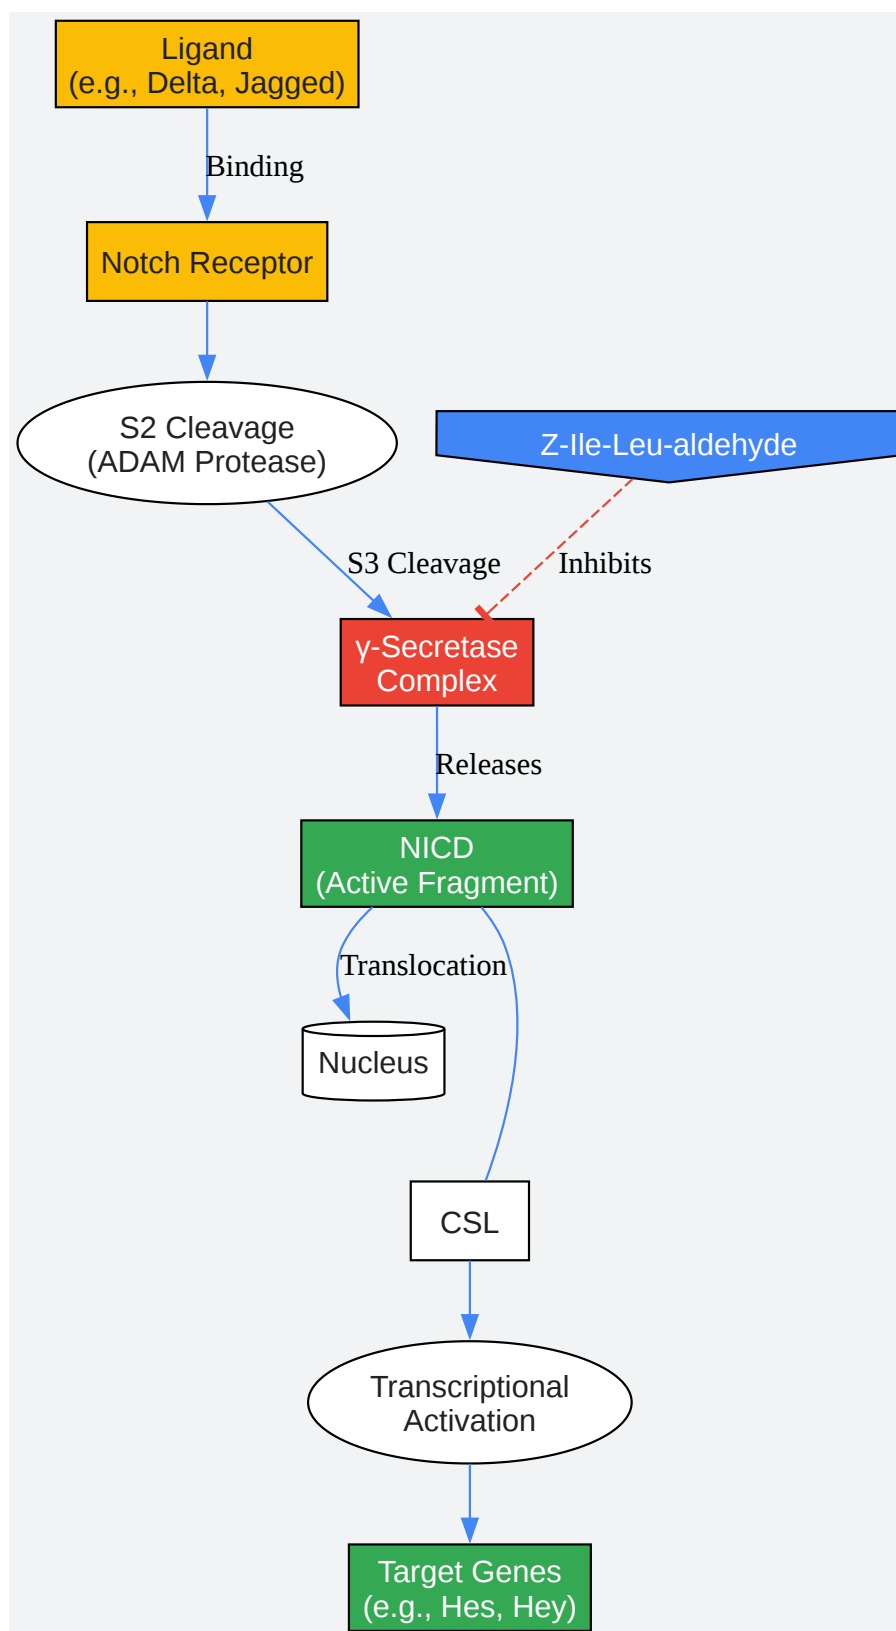 Ligand
(e.g., Delta, Jagged)
Binding
Notch Receptor
S2 Cleavage
(ADAM Protease)
Z-Ile-Leu-aldehyde
S3 Cleavage
Inhibits
γ-Secretase
Complex
Releases
NICD
(Active Fragment)
Translocation
Nucleus
CSL
Transcriptional
Activation
Target Genes
(e.g., Hes, Hey)